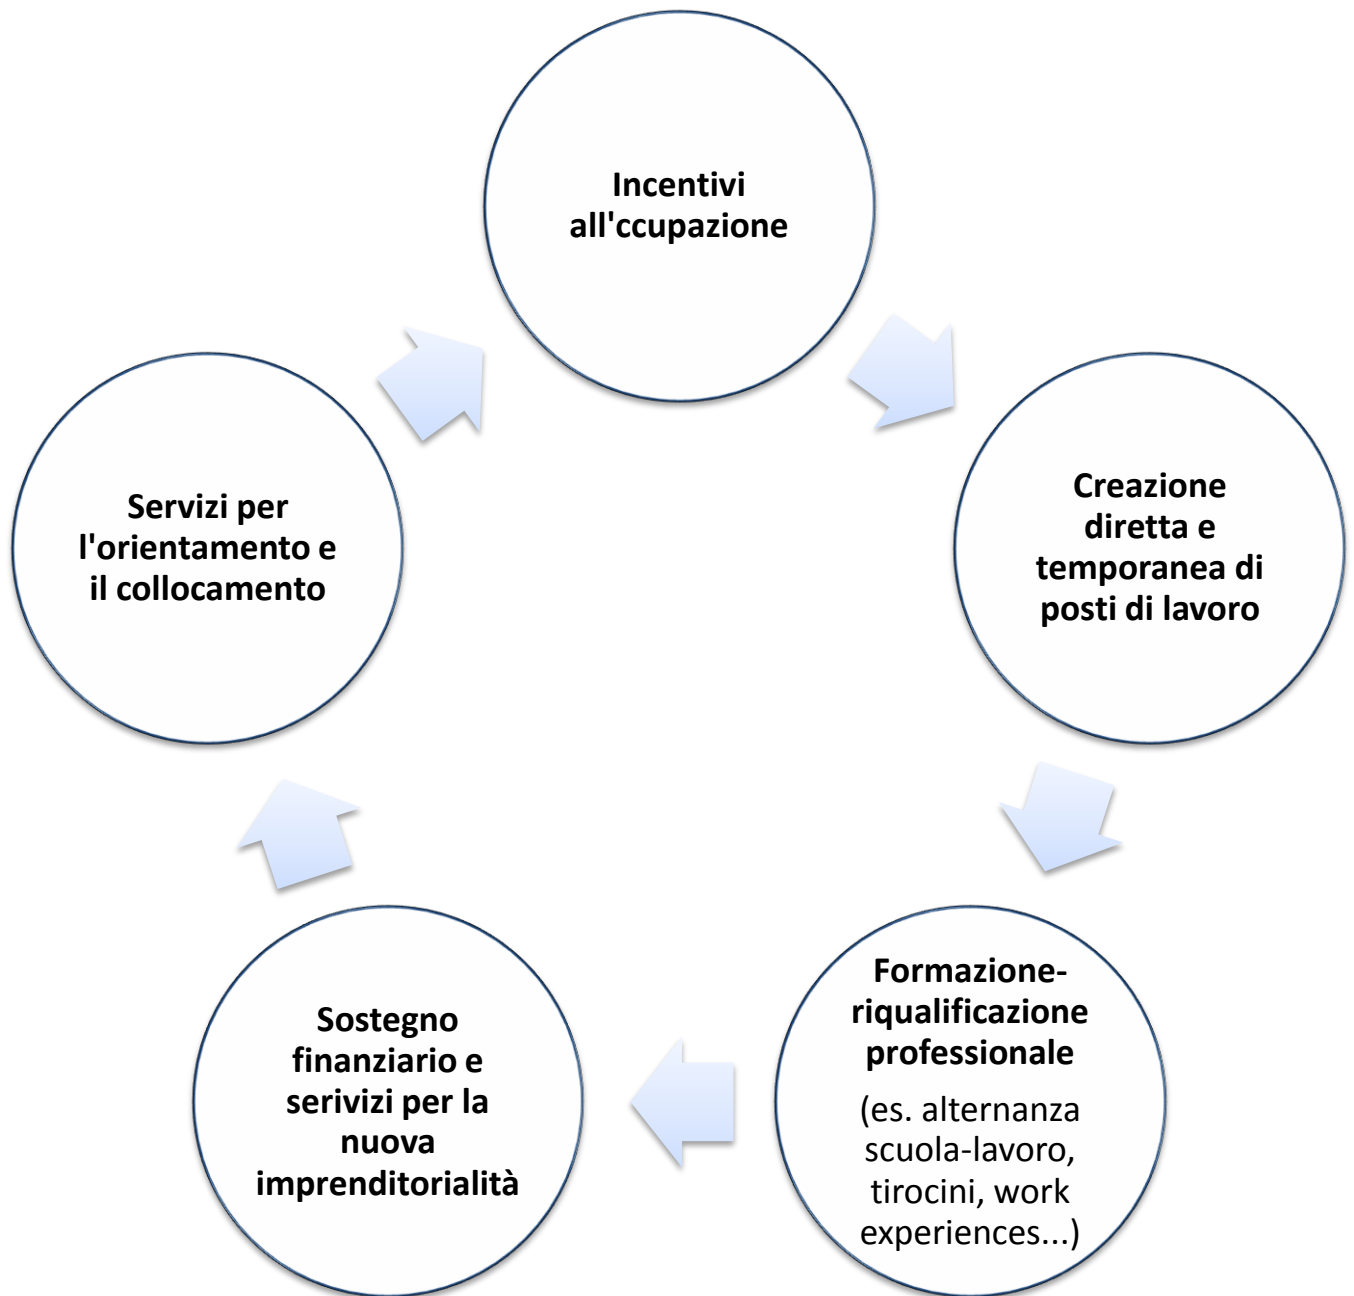 Incentivi
all'ccupazione
Creazione
diretta e
temporanea di
posti di lavoro
Formazione-
riqualificazione
professionale
(es. alternanza
scuola-lavoro,
tirocini, work
experiences...)
Sostegno
finanziario e
serivizi per la
nuova
imprenditorialità
Servizi per
l'orientamento e
il collocamento